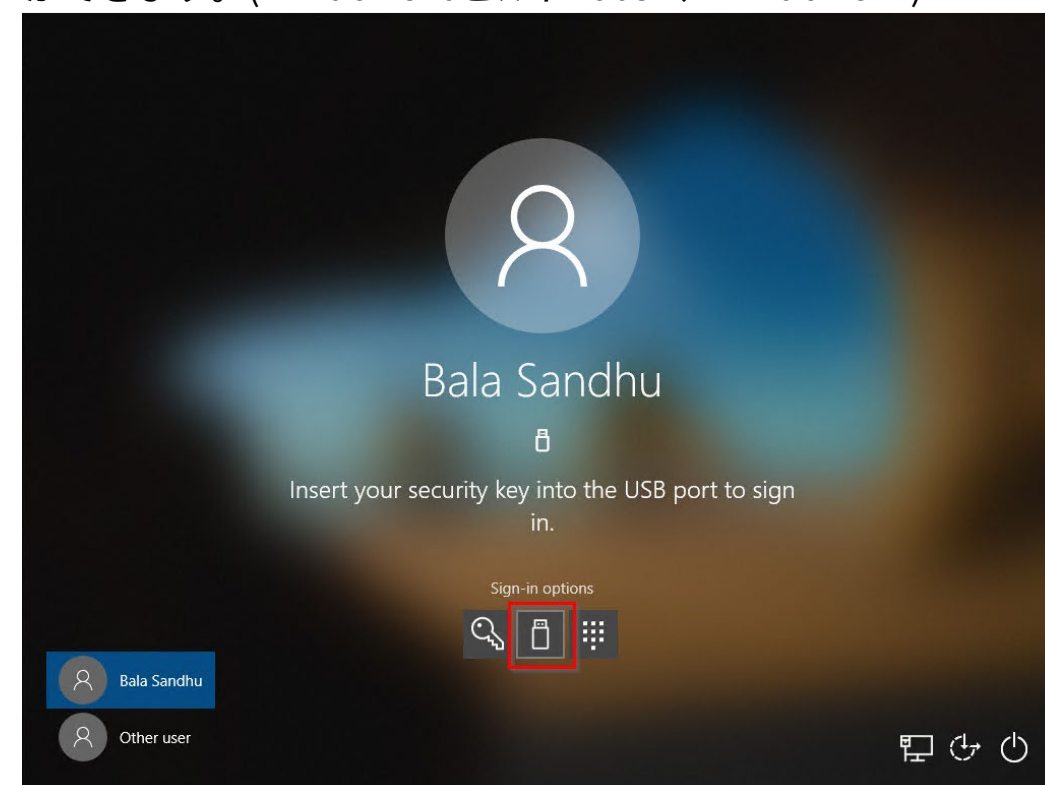 Bala Sandhu
Insert your security key into the USB port to sign
in.
Sign-in options
Bala Sandhu
Other user